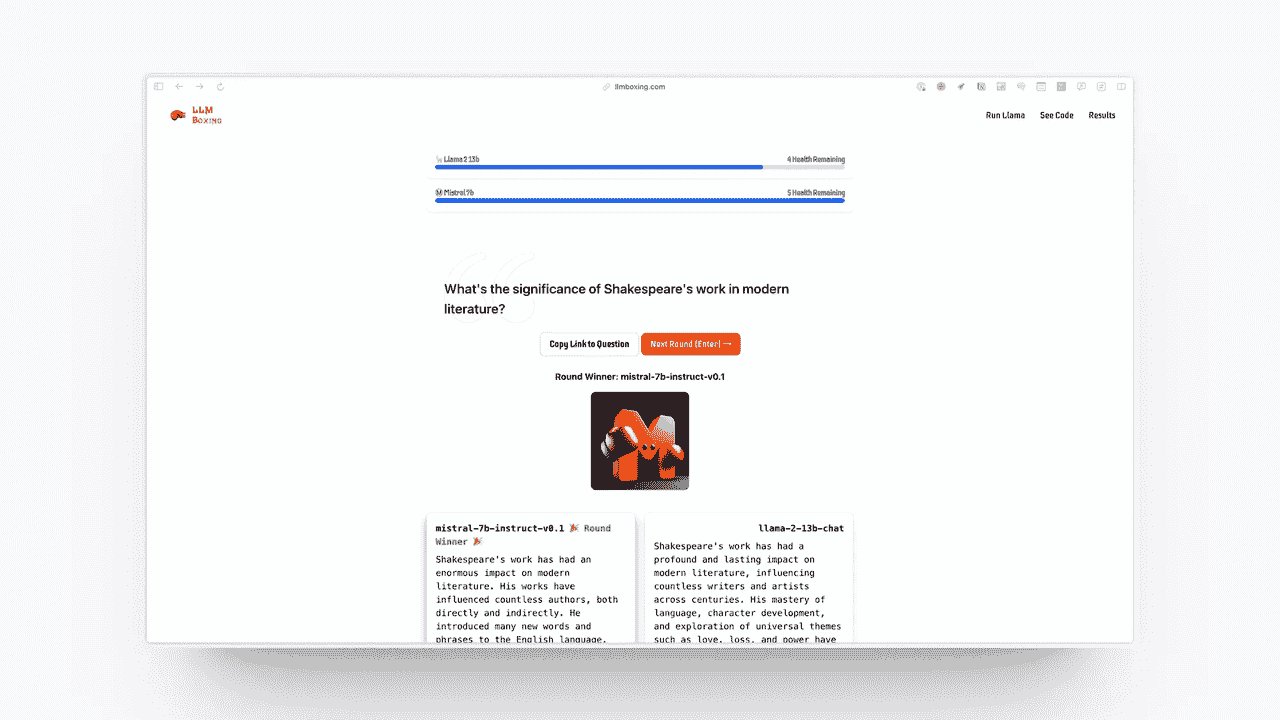 llmboxing.com
LLM
Boxing
Run Llama
See Code
Results
Llama 2 13b
4 Health Remaining
Mistral 7b
5 Health Remaining
What's the significance of Shakespeare's work in modern
literature?
Copy Link to Question
Next Round (Enter) →
Round Winner: mistral-7b-instruct-v0.1
mistral-7b-instruct-v0.1 🎉 Round
Winner 🎉
Shakespeare's work has had an
enormous impact on modern
literature. His works have
influenced countless authors, both
directly and indirectly. He
introduced many new words and
phrases to the English language,
llama-2-13b-chat
Shakespeare's work has had a
profound and lasting impact on
modern literature, influencing
countless writers and artists
across centuries. His mastery of
language, character development,
and exploration of universal themes
such as love, loss, and power have